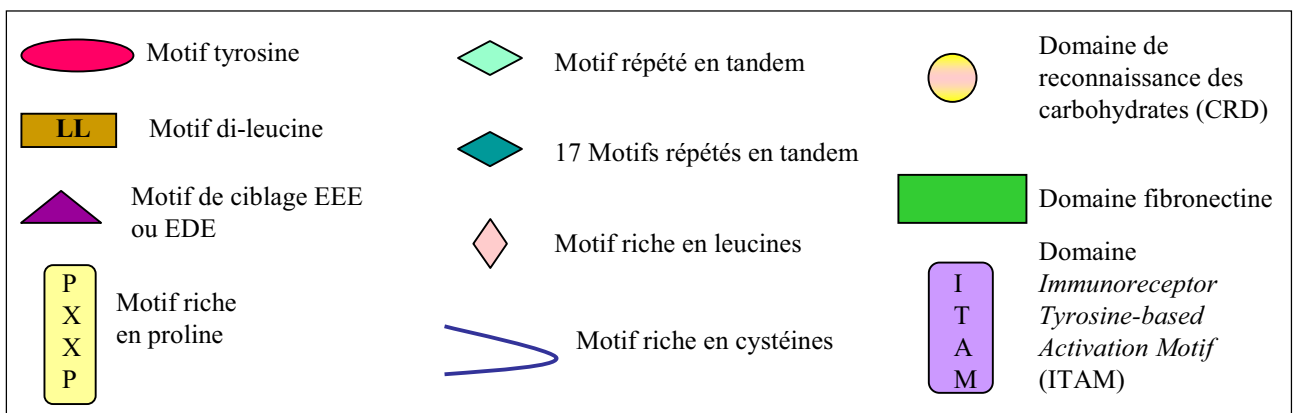 Motif tyrosine
LL
Motif di-leucine
Motif de ciblage EEE
ou EDE
P
X
X
P
Motif riche
en proline
Motif répété en tandem
17 Motifs répétés en tandem
Motif riche en leucines
Motif riche en cystéines
Domaine de
reconnaissance des
carbohydrates (CRD)
Domaine fibronectine
I
T
A
M
Domaine
Immunoreceptor
Tyrosine-based
Activation Motif
(ITAM)